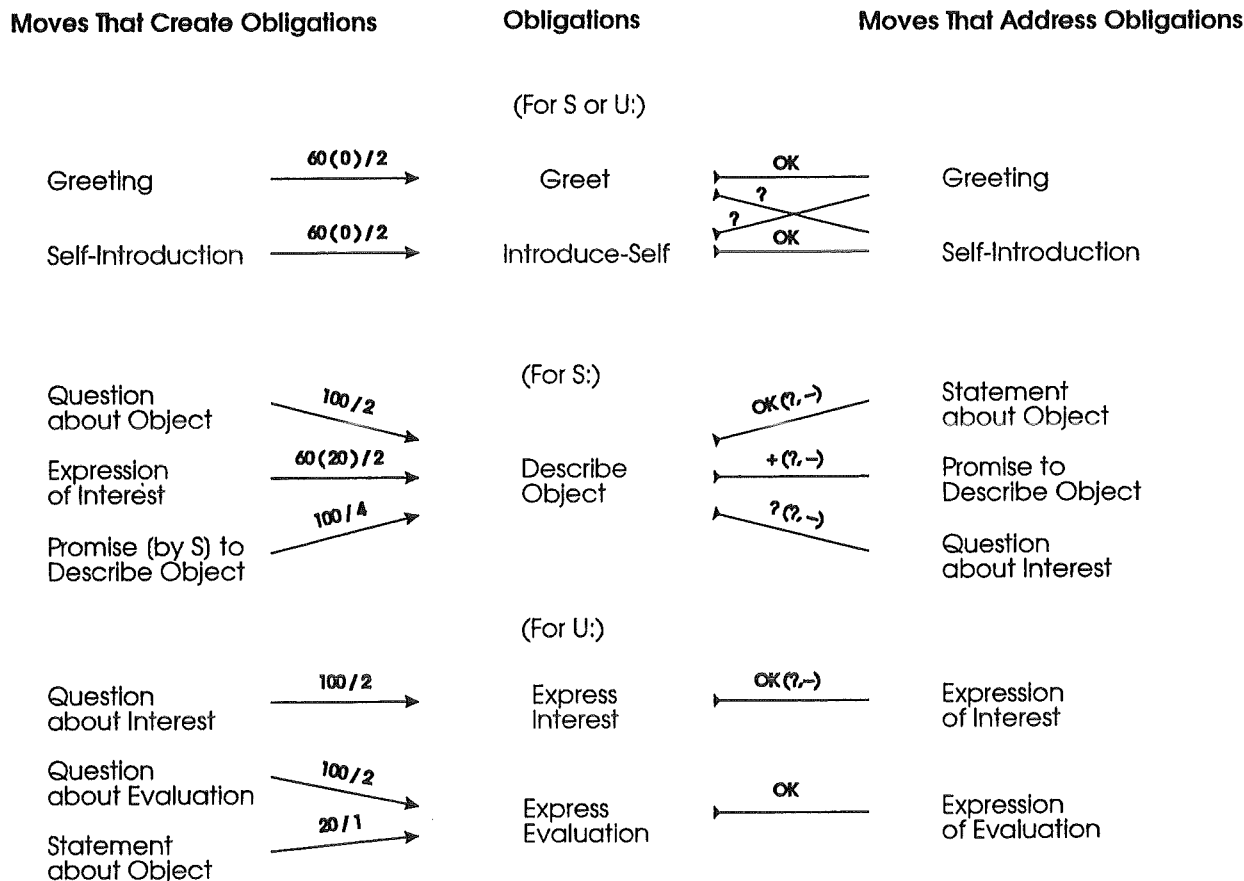 Moves That Create Obligations Obligations Moves That Address Obligations
(For S or U:)
Greeting 60(0)/2 Greet OK Greeting
?
?
Self-Introduction 60(0)/2 Introduce-Self OK Self-Introduction
(For S:)
Question
about Object
100/2
OK(?,–)
Statement
about Object
Expression
of Interest
60(20)/2
Describe
Object
+(?,–)
Promise to
Describe Object
Promise (by S) to
Describe Object
100/4
?(?,–)
Question
about Interest
(For U:)
Question
about Interest
100/2
Express
Interest
OK(?,–)
Expression
of Interest
Question
about Evaluation
100/2
Express
Evaluation
OK
Expression
of Evaluation
Statement
about Object
20/1